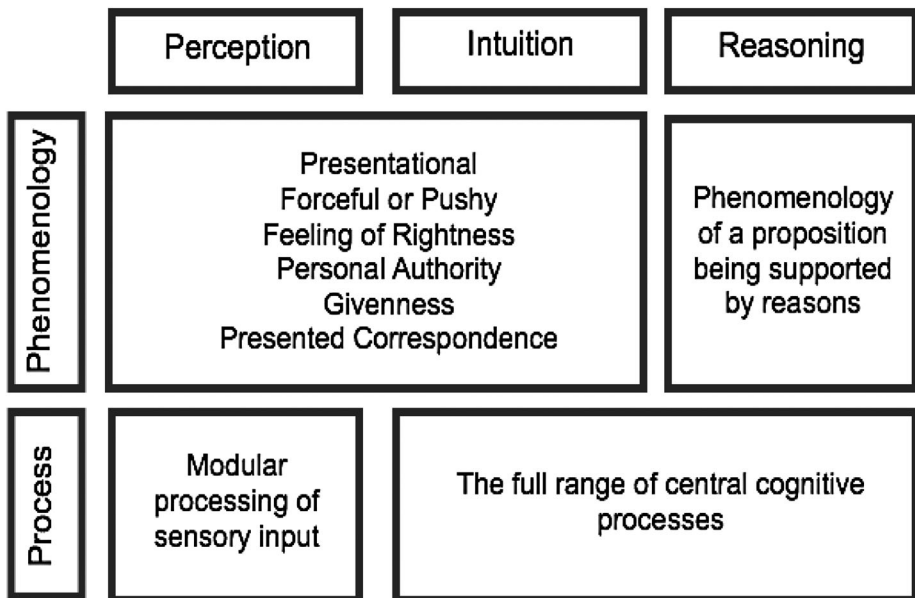 Perception
Intuition
Reasoning
Phenomenology
Presentational
Forceful or Pushy
Feeling of Rightness
Personal Authority
Givenness
Presented Correspondence
Phenomenology
of a proposition
being supported
by reasons
Process
Modular
processing of
sensory input
The full range of central cognitive
processes